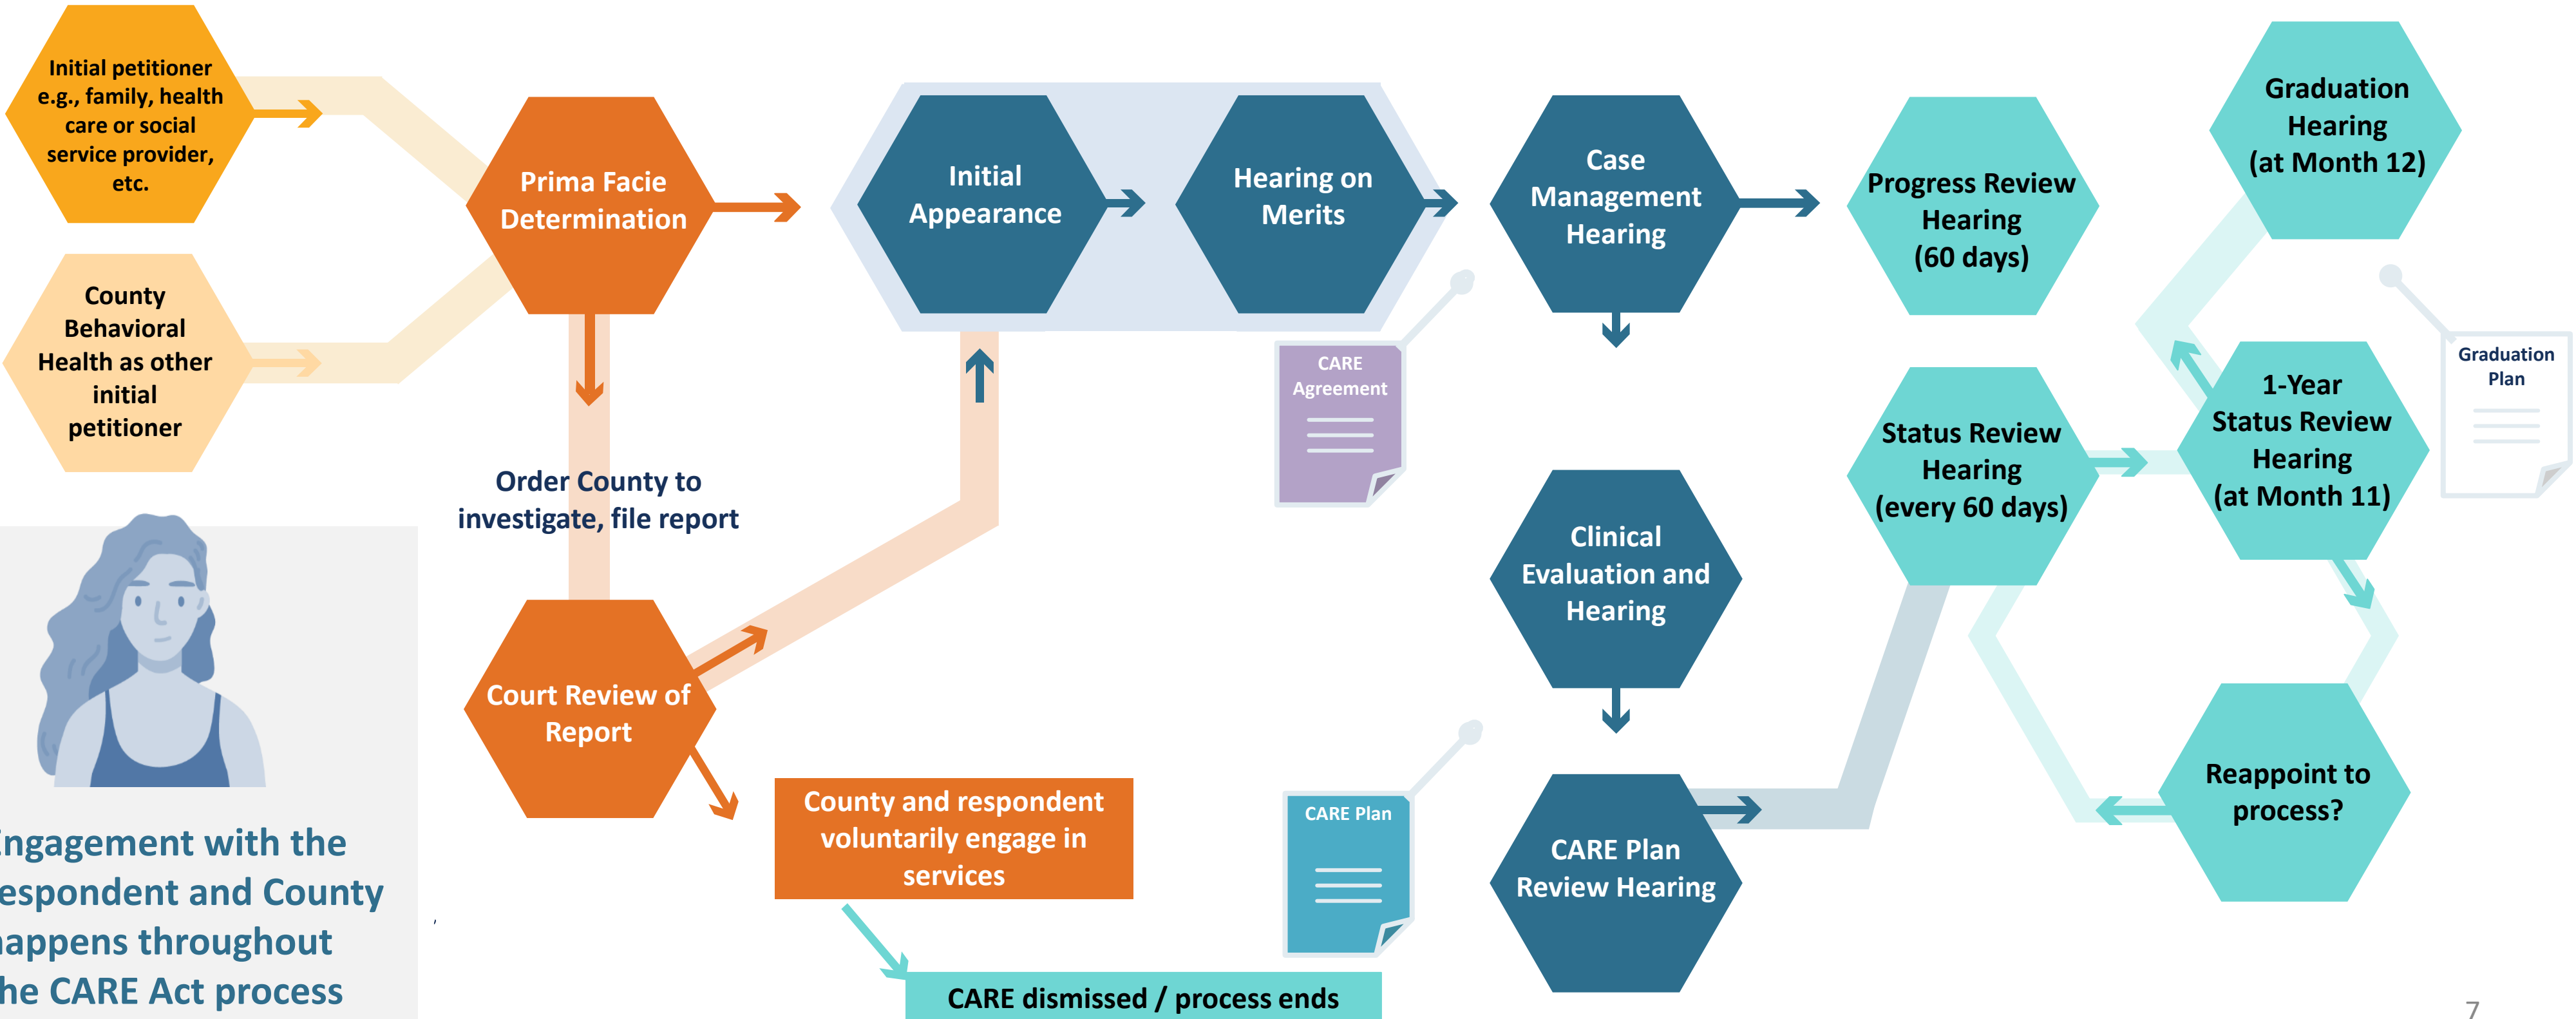 Initial petitioner
e.g., family, health
care or social
service provider,
etc.
County
Behavioral
Health as other
initial
petitioner
Prima Facie
Determination
Order County to
investigate, file report
Court Review of
Report
County and respondent
voluntarily engage in
services
CARE dismissed / process ends
Initial
Appearance
Hearing on
Merits
CARE
Agreement
Case
Management
Hearing
Clinical
Evaluation and
Hearing
CARE Plan
CARE Plan
Review Hearing
Progress Review
Hearing
(60 days)
Status Review
Hearing
(every 60 days)
1-Year
Status Review
Hearing
(at Month 11)
Graduation
Hearing
(at Month 12)
Graduation
Plan
Reappoint to
process?
ngagement with the
espondent and County
appens throughout
he CARE Act process
,
7